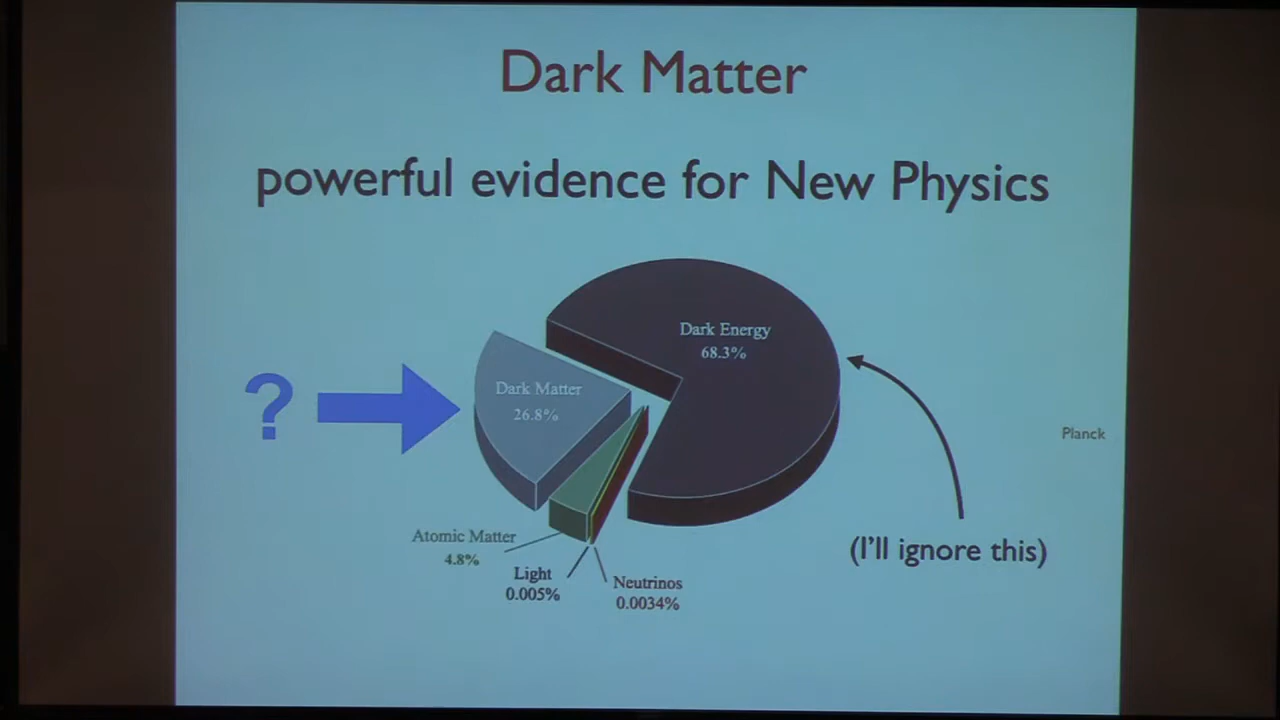 Dark Matter
powerful evidence for New Physics
Dark Energy
68.3%
Dark Matter
26.8%
?
Planck
Atomic Matter
4.8%
(I'll ignore this)
Light
0.005%
Neutrinos
0.0034%